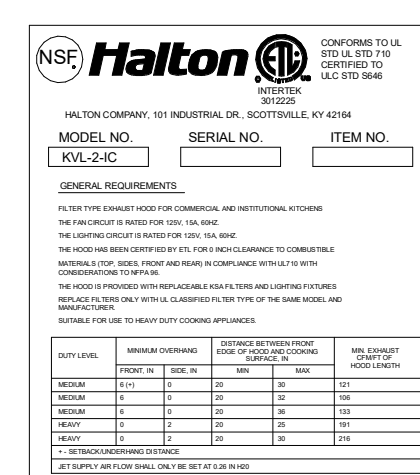 NSF
Halton
ETL
LISTED
INTERTEK
3012225
CONFORMS TO UL
STD UL STD 710
CERTIFIED TO
ULC STD S646
HALTON COMPANY, 101 INDUSTRIAL DR., SCOTTSVILLE, KY 42164
MODEL NO. SERIAL NO. ITEM NO.
KVL-2-IC
GENERAL REQUIREMENTS
FILTER TYPE EXHAUST HOOD FOR COMMERCIAL AND INSTITUTIONAL KITCHENS
THE FAN CIRCUIT IS RATED FOR 125V, 15A, 60HZ.
THE LIGHTING CIRCUIT IS RATED FOR 125V, 15A, 60HZ.
THE HOOD HAS BEEN CERTIFIED BY ETL FOR 0 INCH CLEARANCE TO COMBUSTIBLE
MATERIALS (TOP, SIDES, FRONT AND REAR) IN COMPLIANCE WITH UL710 WITH
CONSIDERATIONS TO NFPA 96.
THE HOOD IS PROVIDED WITH REPLACEABLE KSA FILTERS AND LIGHTING FIXTURES
REPLACE FILTERS ONLY WITH UL CLASSIFIED FILTER TYPE OF THE SAME MODEL AND
MANUFACTURER.
SUITABLE FOR USE TO HEAVY DUTY COOKING APPLIANCES.
DUTY LEVEL
MINIMUM OVERHANG
DISTANCE BETWEEN FRONT
EDGE OF HOOD AND COOKING
SURFACE, IN
MIN. EXHAUST
CFM/FT OF
HOOD LENGTH
FRONT, IN SIDE, IN MIN MAX
MEDIUM 6 (+) 0 20 30 121
MEDIUM 6 0 20 32 106
MEDIUM 6 0 20 36 133
HEAVY 0 2 20 25 191
HEAVY 0 2 20 30 216
+ - SETBACK/UNDERHANG DISTANCE
JET SUPPLY AIR FLOW SHALL ONLY BE SET AT 0.26 IN H20